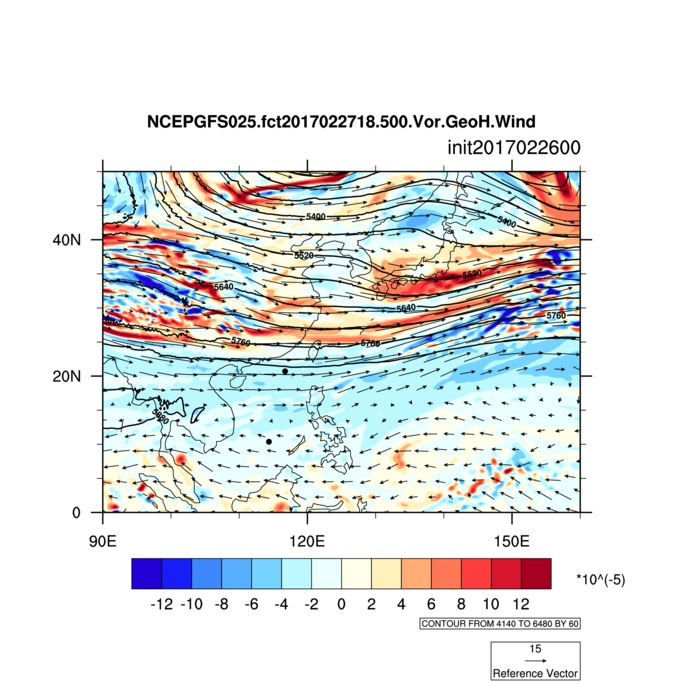 NCEPGFS025.fct2017022718.500.Vor.GeoH.Wind
init2017022600
5400
5400
40N
5520
5520
5640
5640
5760
5760
5760
20N
5880
0
90E 120E 150E
-12 -10 -8 -6 -4 -2 0 2 4 6 8 10 12
*10^(-5)
CONTOUR FROM 4140 TO 6480 BY 60
15
Reference Vector